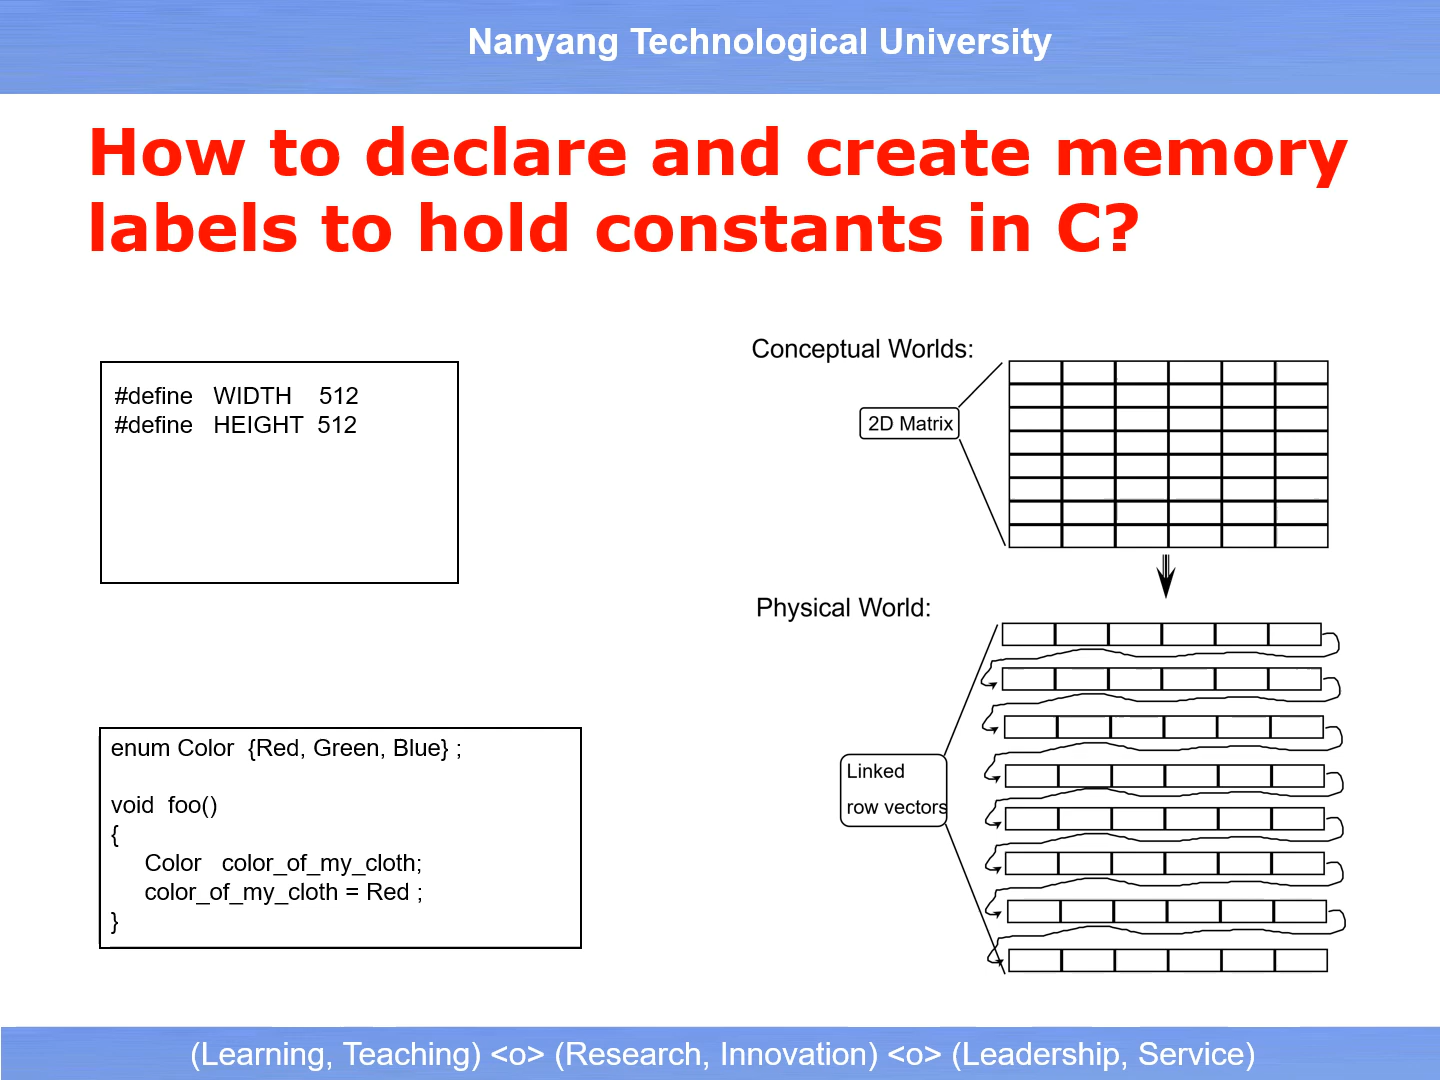 Nanyang Technological University
How to declare and create memory
labels to hold constants in C?
#define WIDTH 512
#define HEIGHT 512
enum Color {Red, Green, Blue} ;
void foo()
{
Color color_of_my_cloth;
color_of_my_cloth = Red ;
}
Conceptual Worlds:
2D Matrix
Physical World:
Linked
row vectors
(Learning, Teaching) <o> (Research, Innovation) <o> (Leadership, Service)